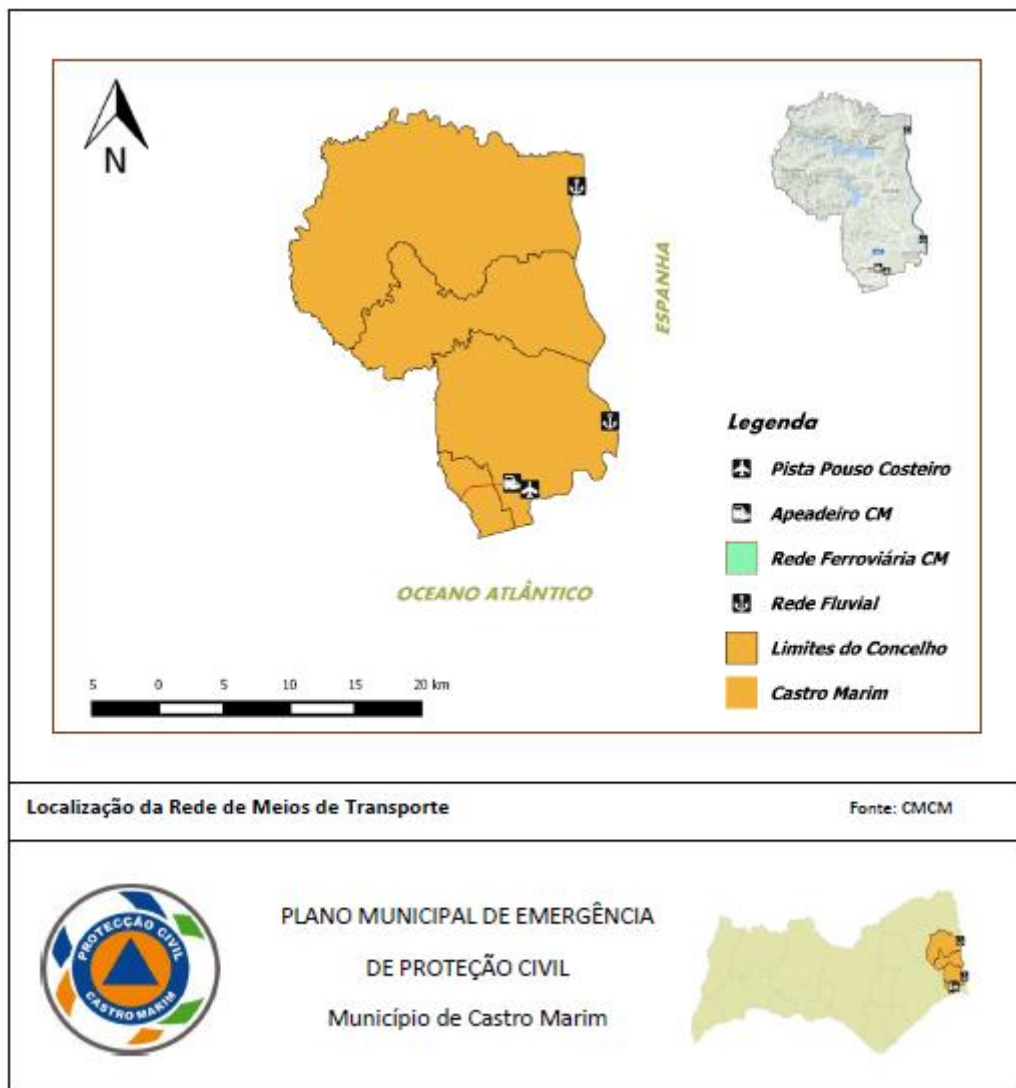 N
ESPANHA
OCEANO ATLÂNTICO
Legenda
Pista Pouso Costeiro
Apeadeiro CM
Rede Ferroviária CM
Rede Fluvial
Limites do Concelho
Castro Marim
5 0 5 10 15 20 km
Localização da Rede de Meios de Transporte
Fonte: CMCM
PROTECÇÃO CIVIL
CASTRO MARIM
PLANO MUNICIPAL DE EMERGÊNCIA
DE PROTEÇÃO CIVIL
Município de Castro Marim